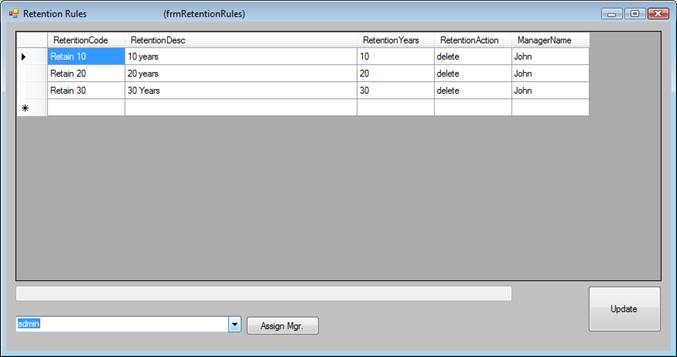 Retention Rules (frmRetentionRules)
RetentionCode RetentionDesc RetentionYears RetentionAction ManagerName
Retain 10 10 years 10 delete John
Retain 20 20 years 20 delete John
Retain 30 30 Years 30 delete John
Update
admin Assign Mgr.